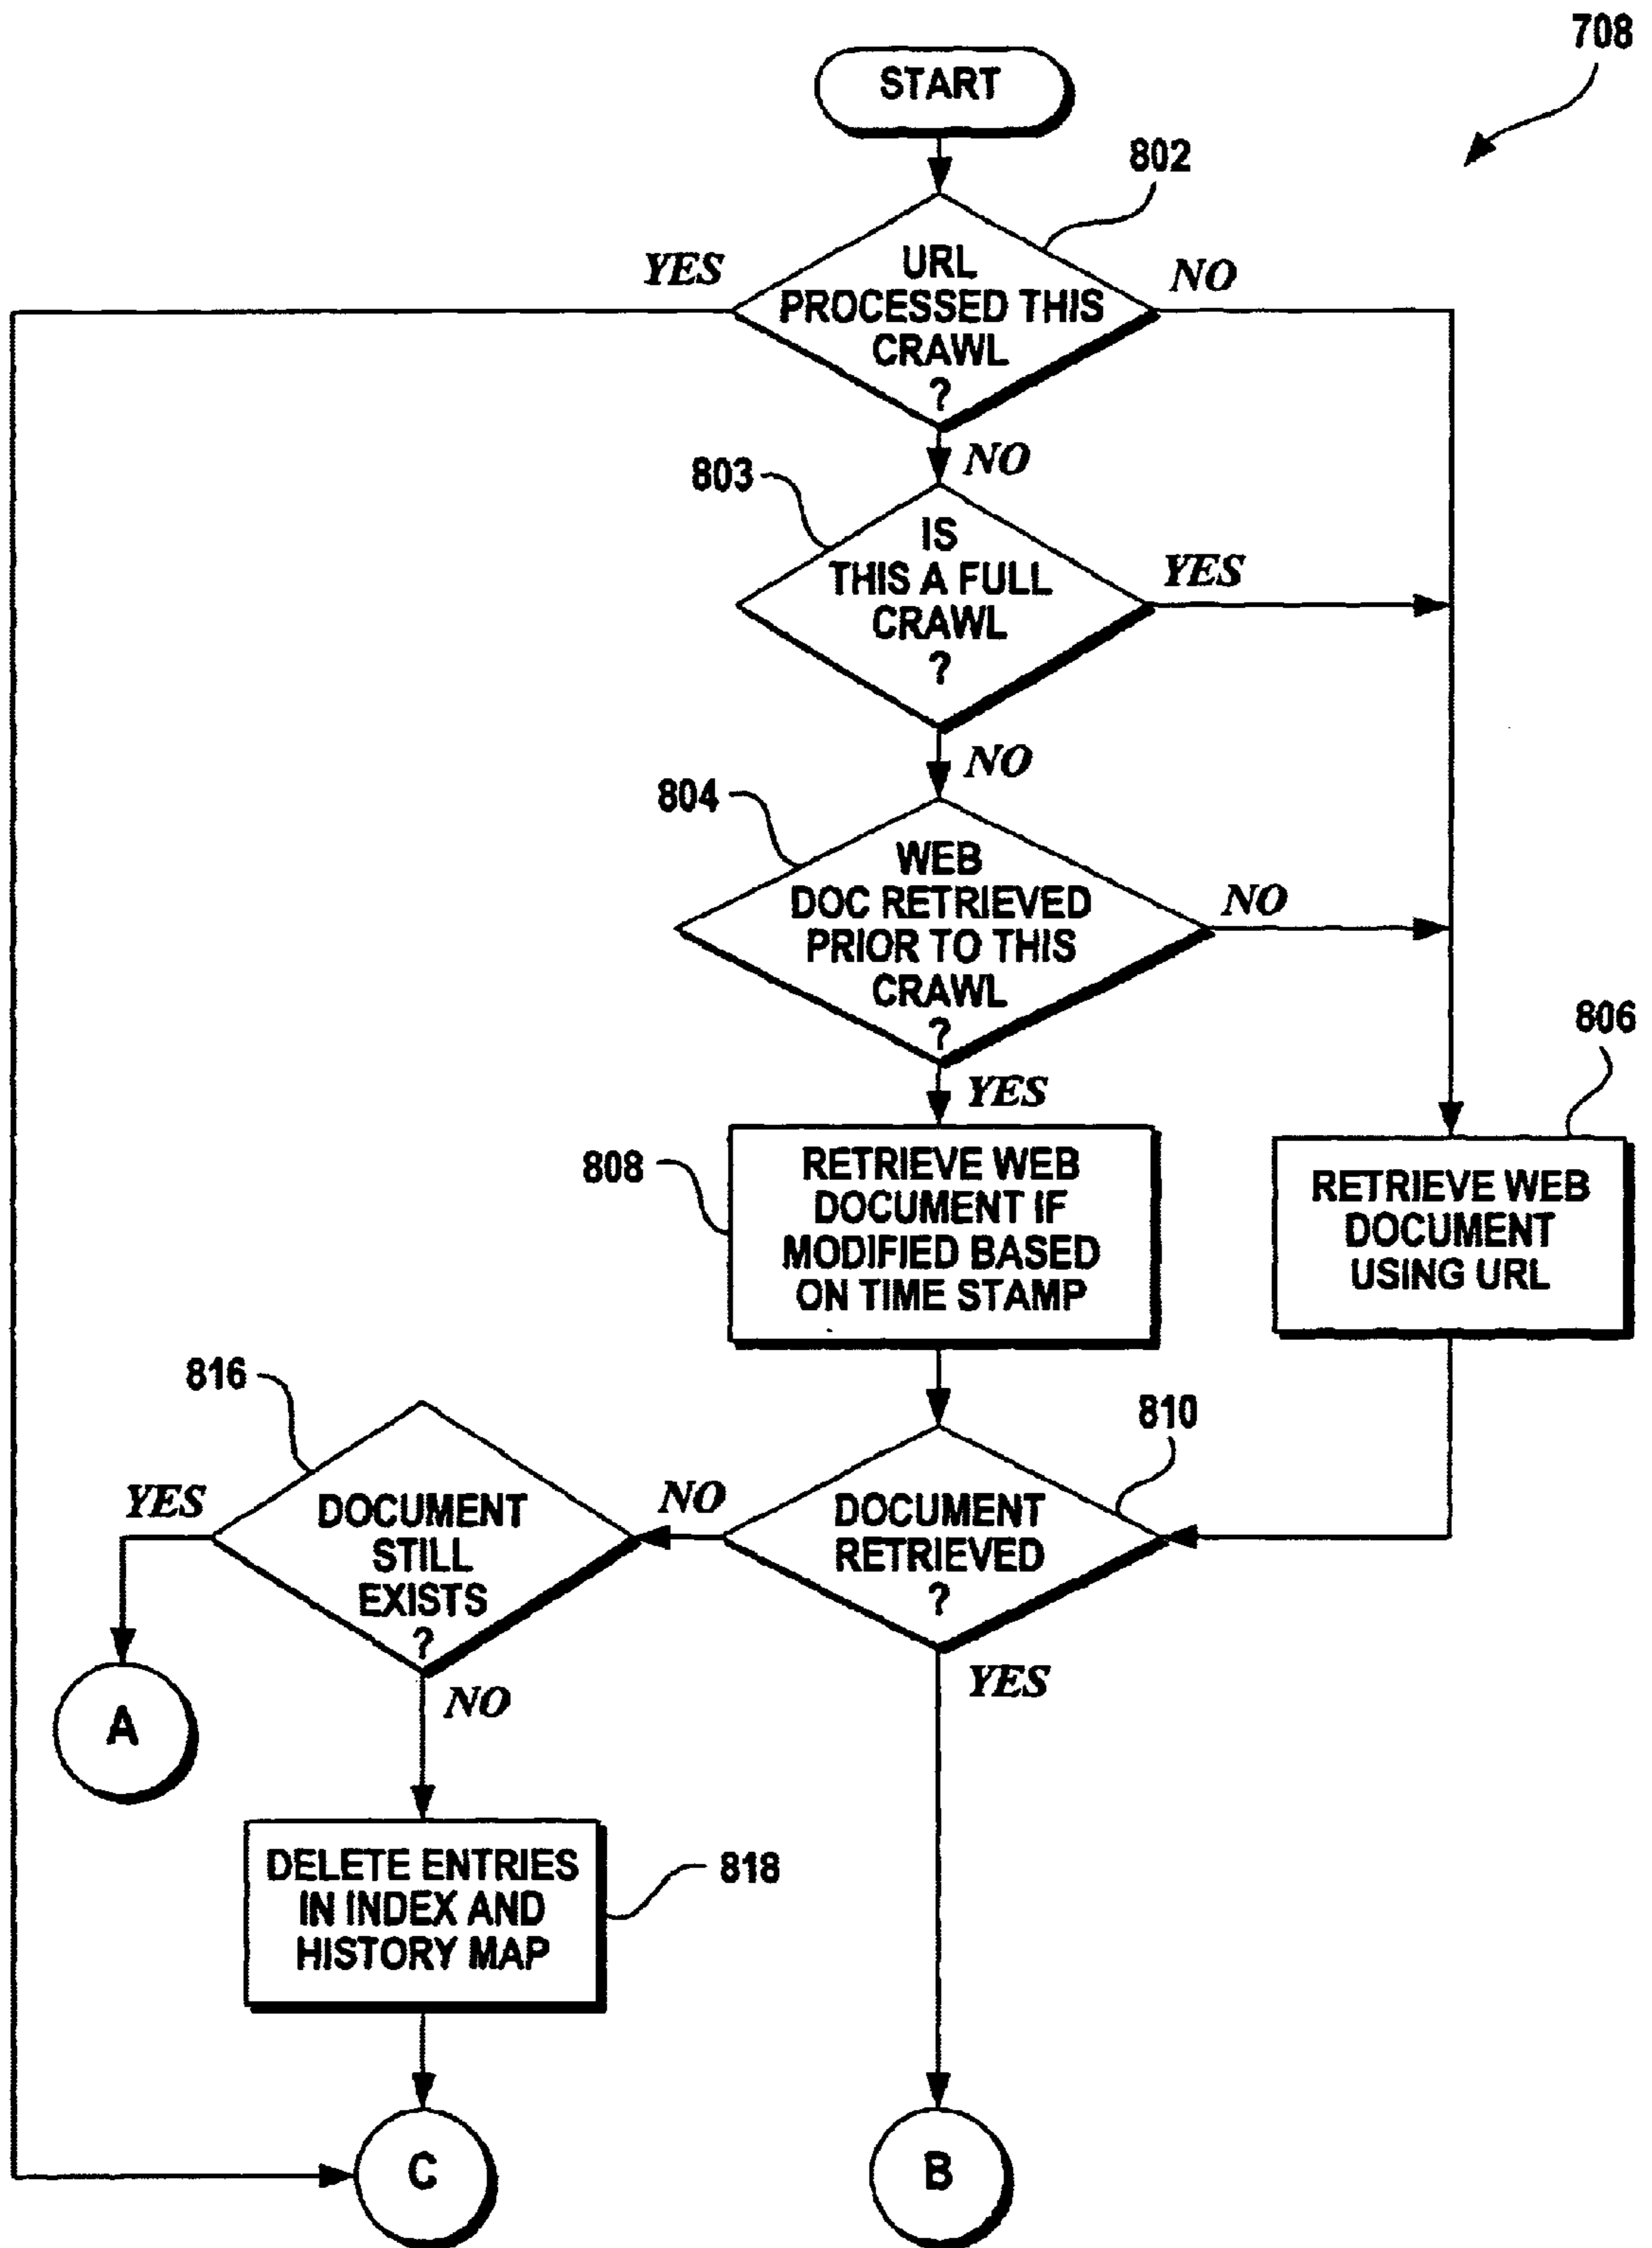 708
START
802
YES
URL
NO
PROCESSED THIS
CRAWL
?
NO
803
IS
THIS A FULL
YES
CRAWL
?
NO
804
WEB
DOC RETRIEVED
NO
PRIOR TO THIS
CRAWL
?
806
YES
808
RETRIEVE WEB
DOCUMENT IF
MODIFIED BASED
ON TIME STAMP
RETRIEVE WEB
DOCUMENT
USING URL
816
810
YES
DOCUMENT
STILL
EXISTS
?
NO
DOCUMENT
RETRIEVED
?
A
NO
YES
DELETE ENTRIES
IN INDEX AND
HISTORY MAP
818
C
B